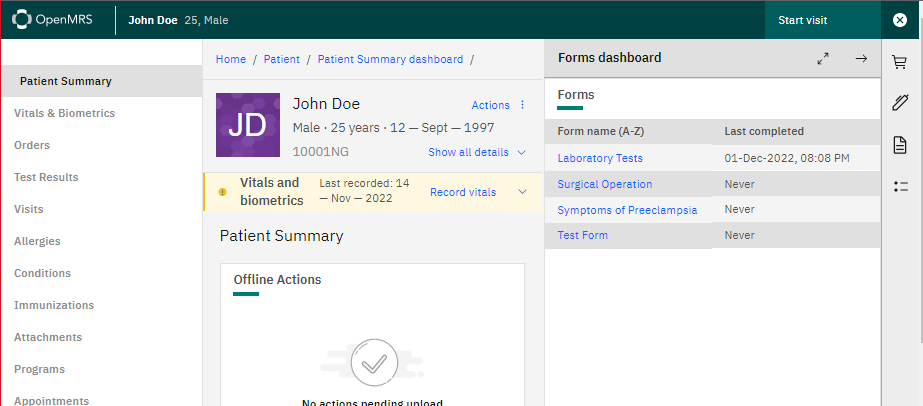 OpenMRS
John Doe 25, Male
Start visit
Patient Summary
Vitals & Biometrics
Orders
Test Results
Visits
Allergies
Conditions
Immunizations
Attachments
Programs
Appointments
Home / Patient / Patient Summary dashboard /
JD
John Doe
Actions
Male · 25 years · 12 — Sept — 1997
10001NG
Show all details
Vitals and
biometrics
Last recorded: 14
— Nov — 2022
Record vitals
Patient Summary
Offline Actions
No actions pending upload
Forms dashboard
Forms
Form name (A-Z) Last completed
Laboratory Tests 01-Dec-2022, 08:08 PM
Surgical Operation Never
Symptoms of Preeclampsia Never
Test Form Never